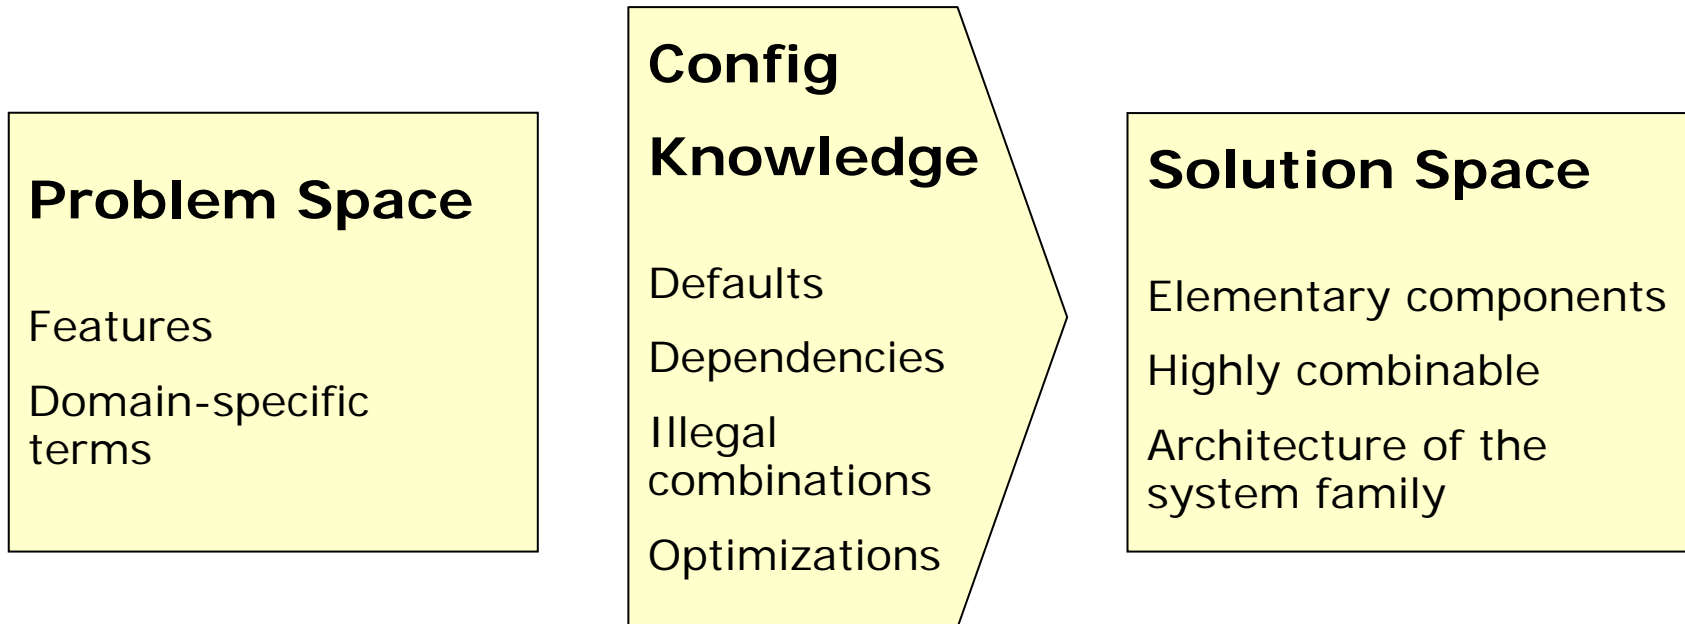 Problem Space
Features
Domain-specific
terms
Config
Knowledge
Defaults
Dependencies
Illegal
combinations
Optimizations
Solution Space
Elementary components
Highly combinable
Architecture of the
system family